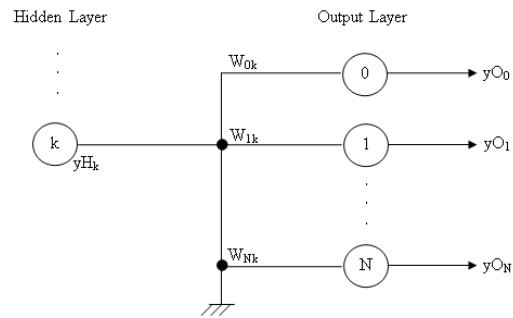 Hidden Layer
Output Layer
W0k
0
yO0
k
yHk
W1k
1
yO1
WNk
N
yON